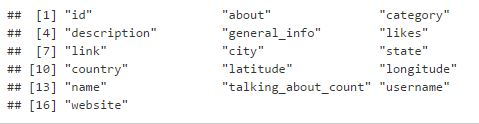 ##  [1] "id"                  "about"               "category"
##  [4] "description"         "general_info"        "likes"
##  [7] "link"                "city"                "state"
## [10] "country"             "latitude"            "longitude"
## [13] "name"                "talking_about_count" "username"
## [16] "website"